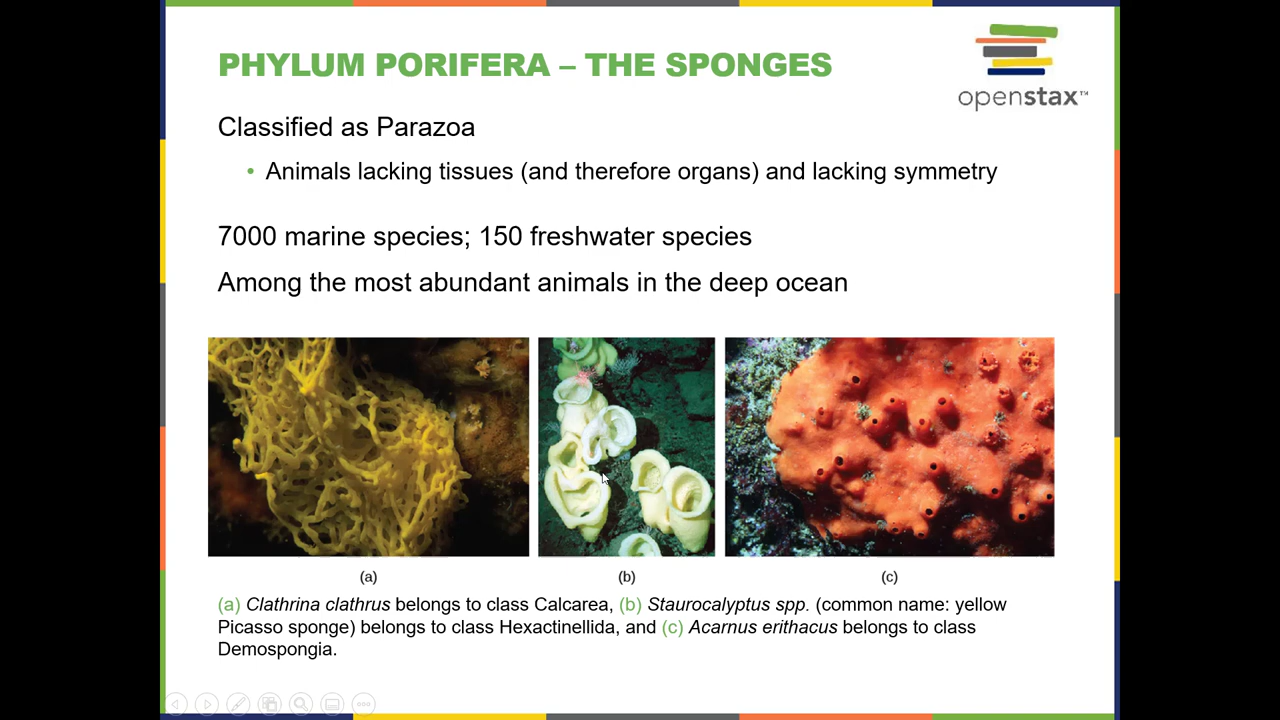 PHYLUM PORIFERA – THE SPONGES
openstax™
Classified as Parazoa
• Animals lacking tissues (and therefore organs) and lacking symmetry
7000 marine species; 150 freshwater species
Among the most abundant animals in the deep ocean
(a) (b) (c)
(a) Clathrina clathrus belongs to class Calcarea, (b) Staurocalyptus spp. (common name: yellow
Picasso sponge) belongs to class Hexactinellida, and (c) Acarnus erithacus belongs to class
Demospongia.